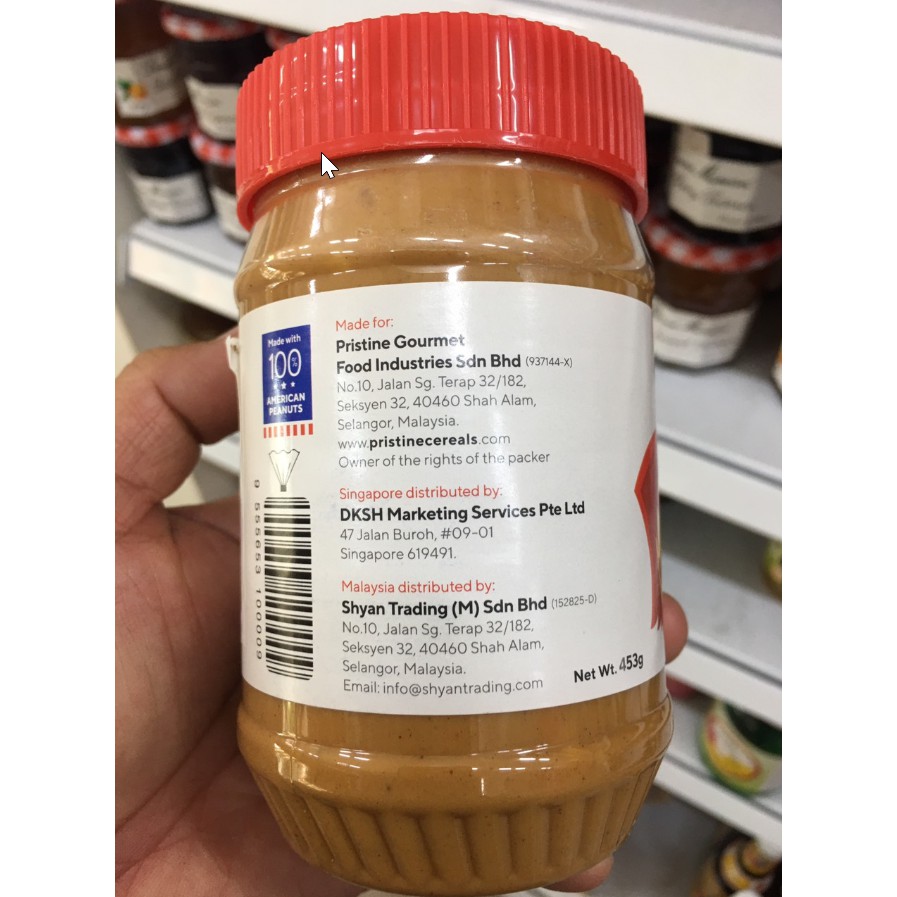 Made with
100%
AMERICAN
PEANUTS
9 555653 100009
Made for:
Pristine Gourmet
Food Industries Sdn Bhd (937144-X)
No.10, Jalan Sg. Terap 32/182,
Seksyen 32, 40460 Shah Alam,
Selangor, Malaysia.
www.pristinecereals.com
Owner of the rights of the packer
Singapore distributed by:
DKSH Marketing Services Pte Ltd
47 Jalan Buroh, #09-01
Singapore 619491.
Malaysia distributed by:
Shyan Trading (M) Sdn Bhd (152825-D)
No.10, Jalan Sg. Terap 32/182,
Seksyen 32, 40460 Shah Alam,
Selangor, Malaysia.
Email: info@shyantrading.com
Net Wt. 453g